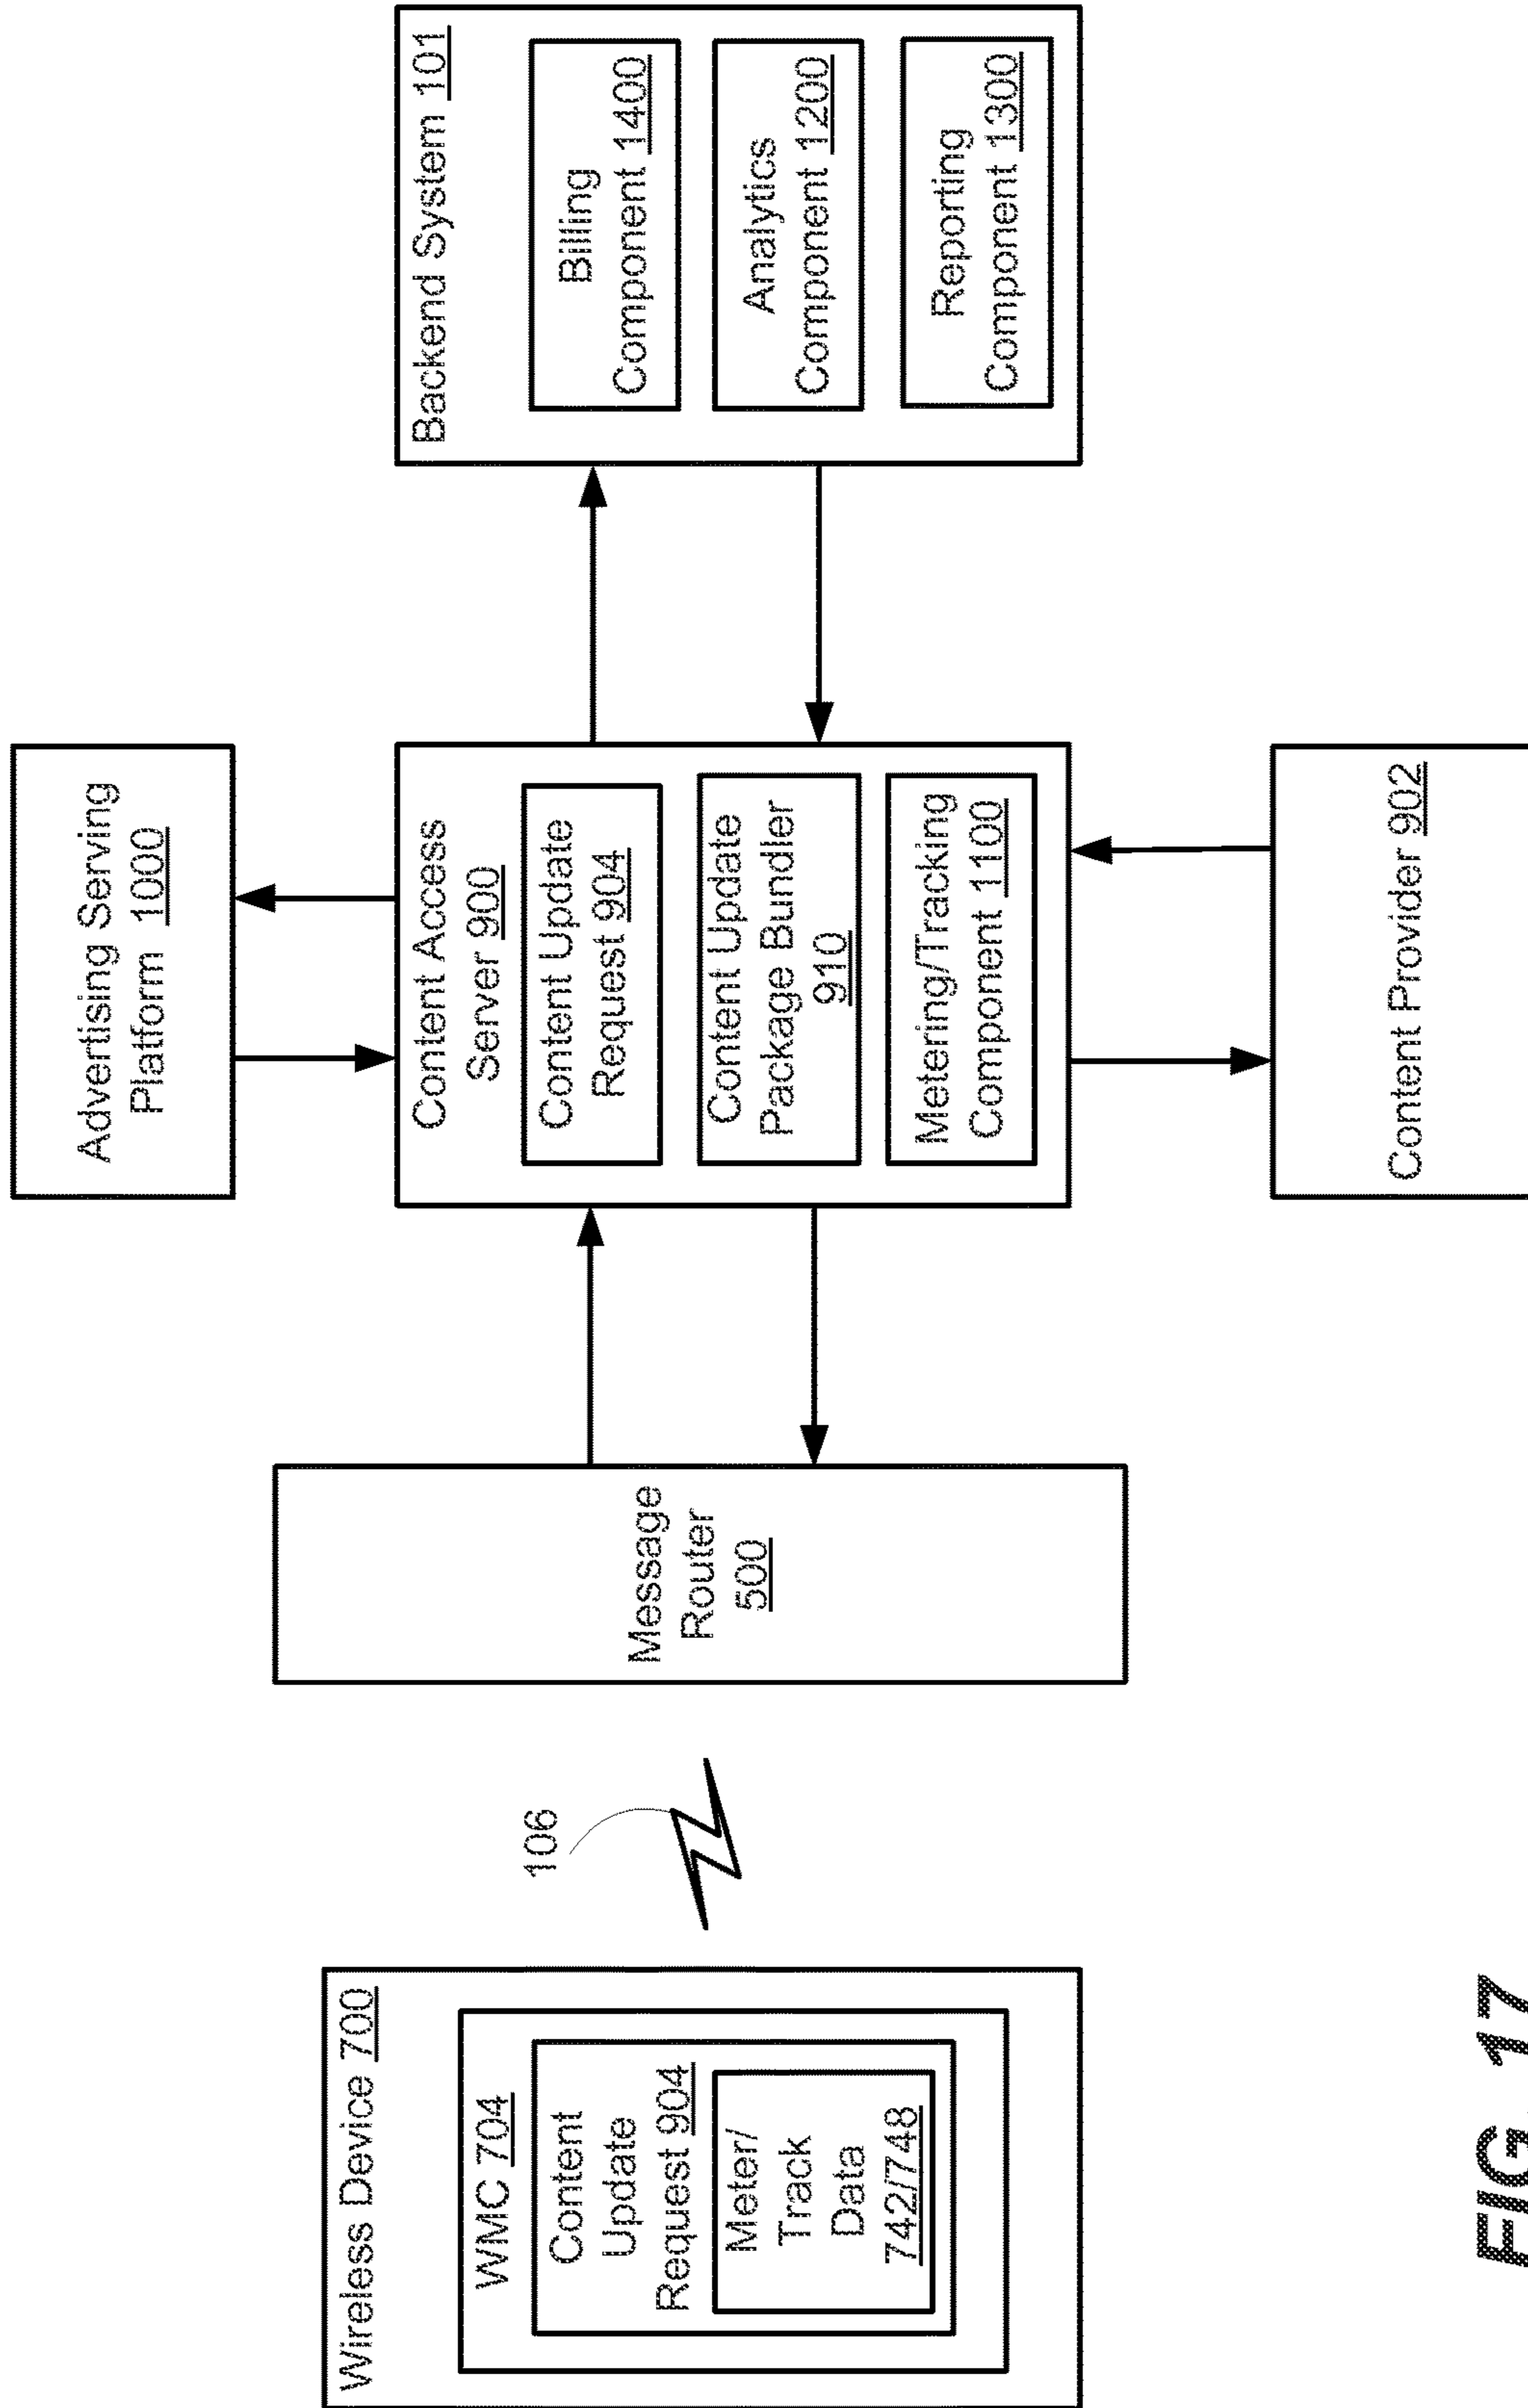 Wireless Device 700
WMC 704
Content
Update
Request 904
Meter/
Track
Data
742/748
106
Message
Router
500
Advertising Serving
Platform 1000
Content Access
Server 900
Content Update
Request 904
Content Update
Package Bundler
910
Metering/Tracking
Component 1100
Content Provider 902
Backend System 101
Billing
Component 1400
Analytics
Component 1200
Reporting
Component 1300
FIG. 17